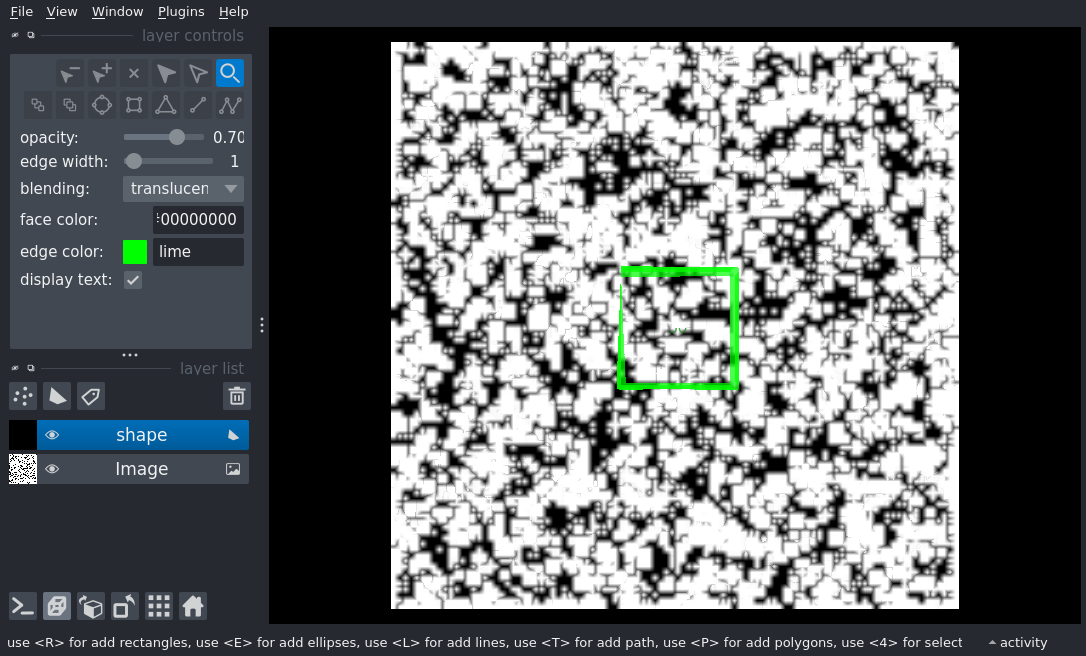 File View Window Plugins Help
layer controls
opacity: 0.70
edge width: 1
blending: translucen
face color: 00000000
edge color: lime
display text:
layer list
shape
Image
use <R> for add rectangles, use <E> for add ellipses, use <L> for add lines, use <T> for add path, use <P> for add polygons, use <4> for select
activity